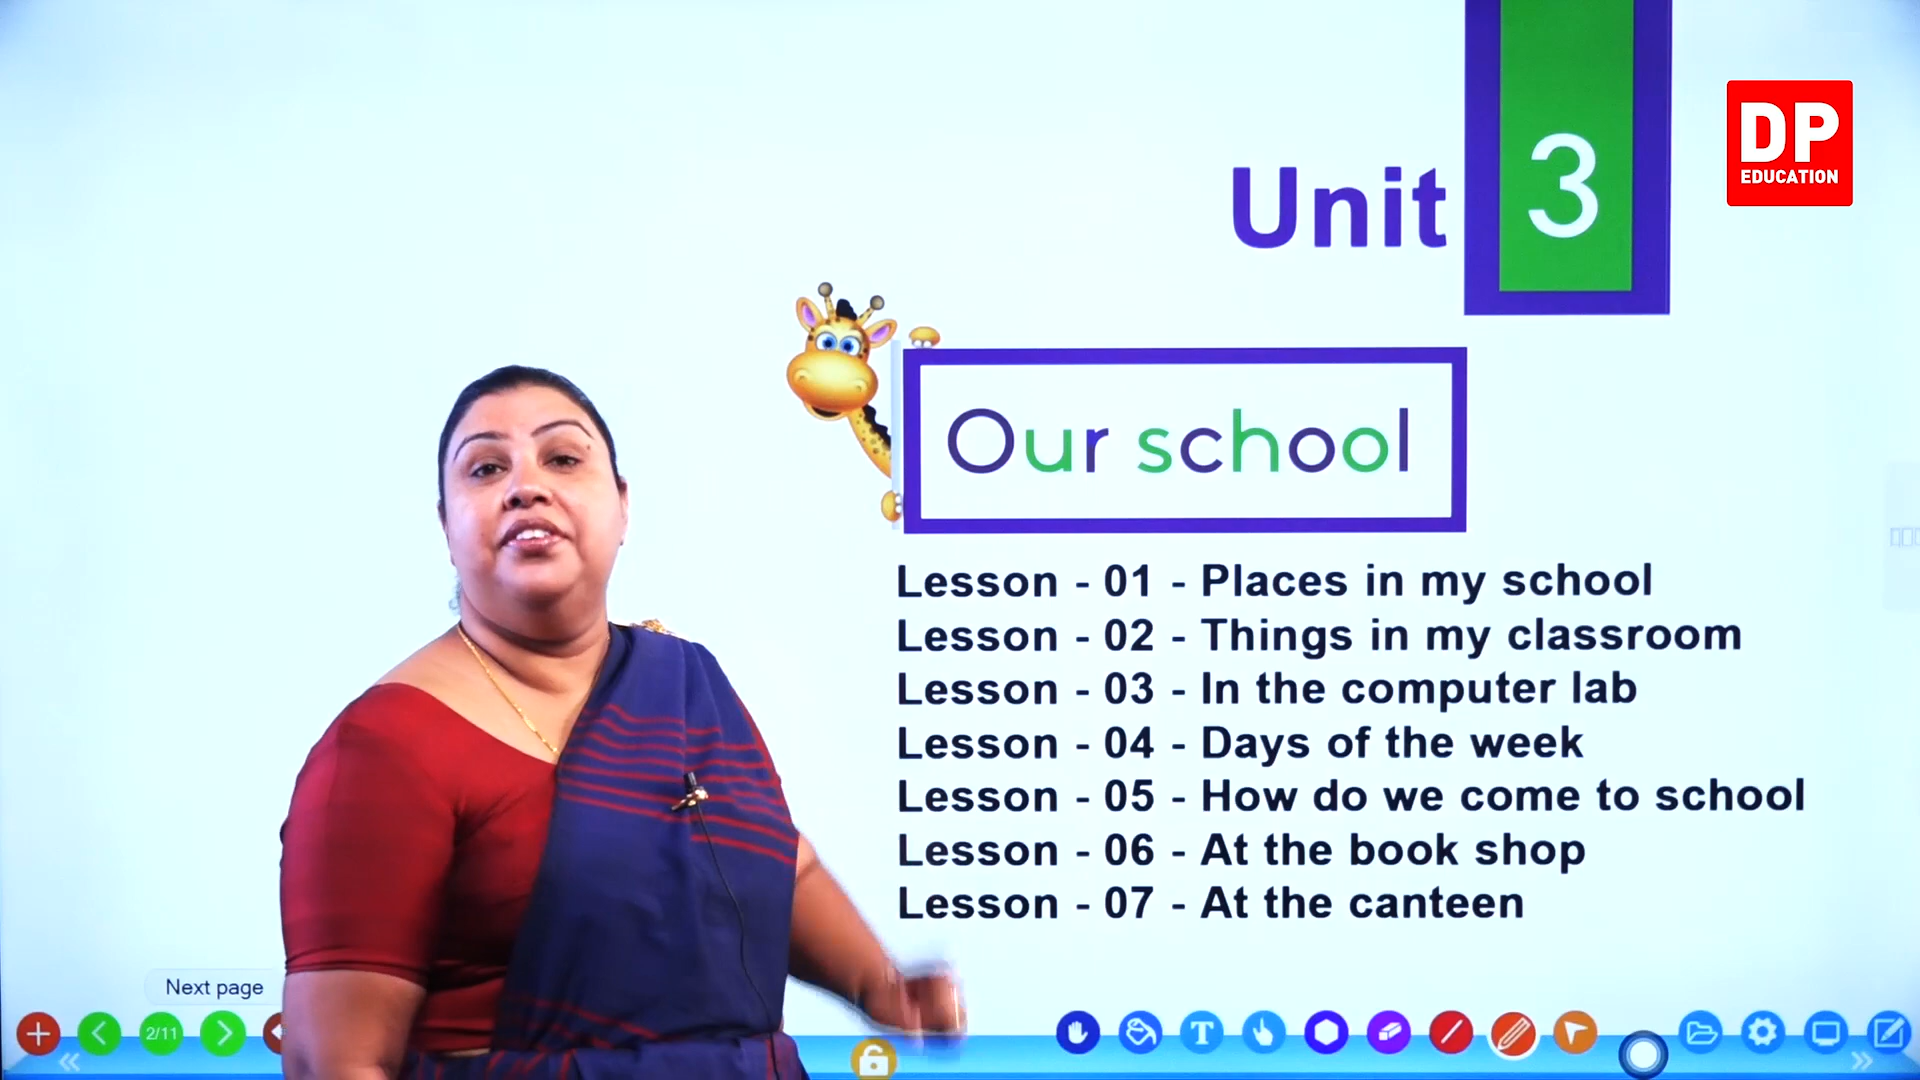 Unit 3
DP
EDUCATION
Our school
Lesson - 01 - Places in my school
Lesson - 02 - Things in my classroom
Lesson - 03 - In the computer lab
Lesson - 04 - Days of the week
Lesson - 05 - How do we come to school
Lesson - 06 - At the book shop
Lesson - 07 - At the canteen
Next page
2/11
T